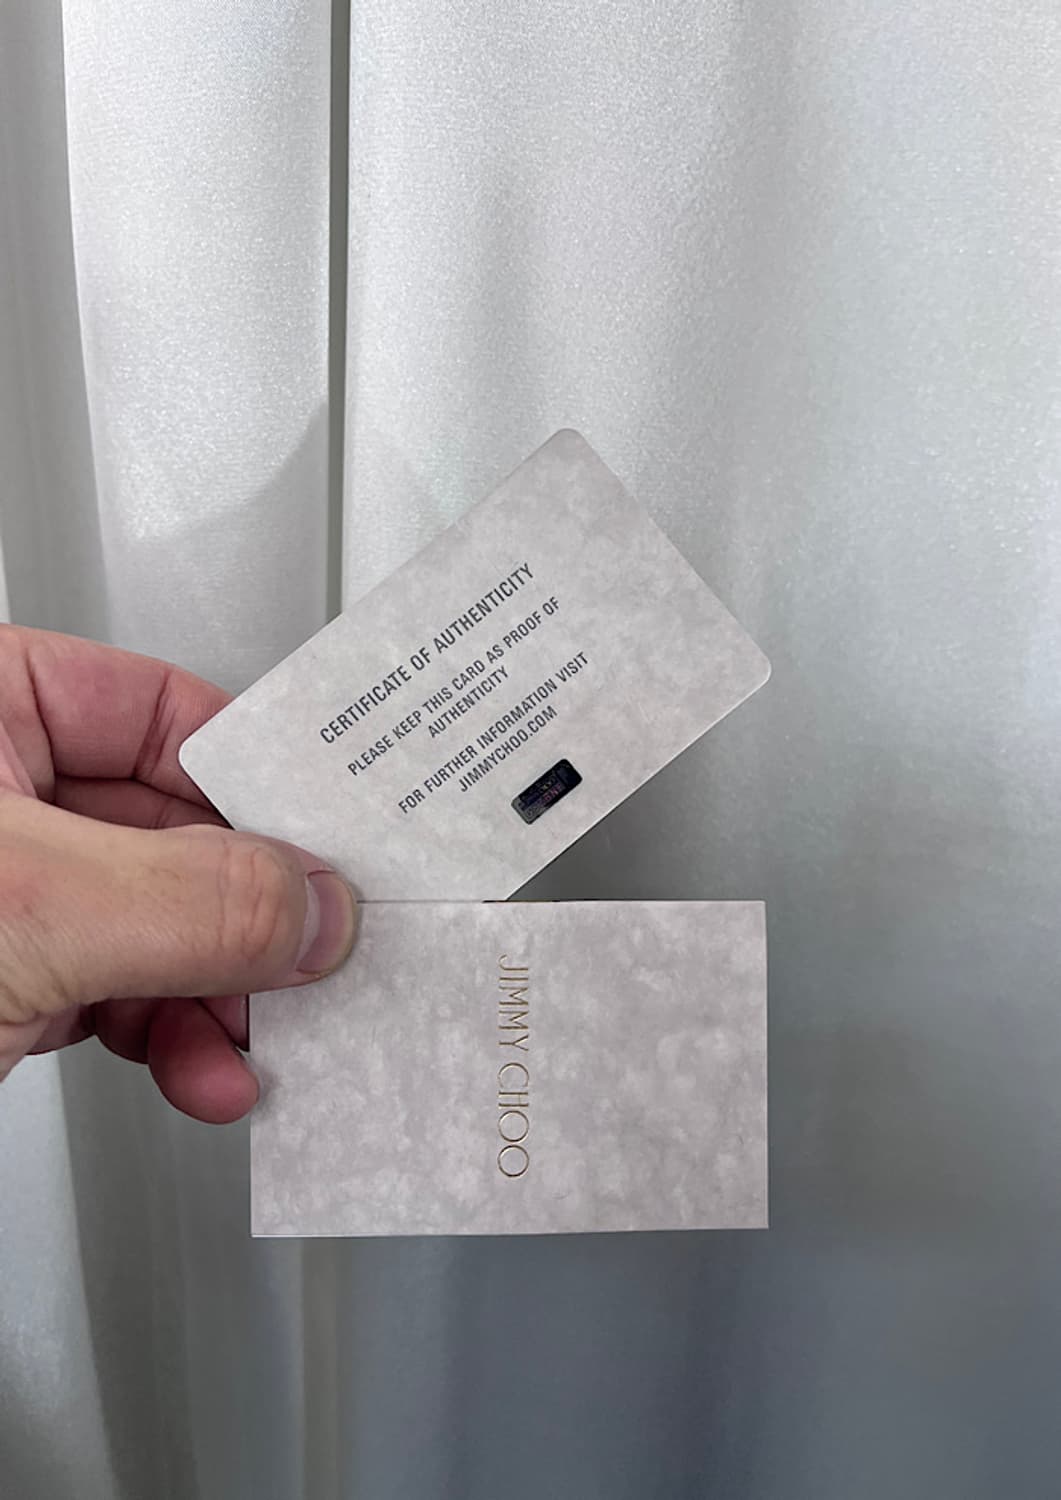 CERTIFICATE OF AUTHENTICITY
PLEASE KEEP THIS CARD AS PROOF OF
AUTHENTICITY
FOR FURTHER INFORMATION VISIT
JIMMYCHOO.COM
JIMMY CHOO